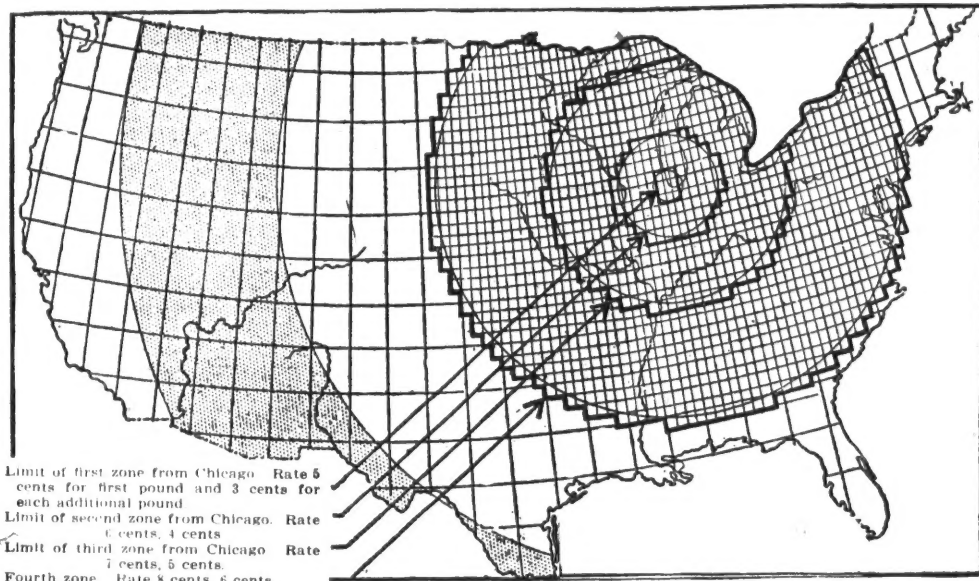 Limit of first zone from Chicago Rate 5
cents for first pound and 3 cents for
each additional pound
Limit of second zone from Chicago. Rate
6 cents, 4 cents
Limit of third zone from Chicago Rate
7 cents, 5 cents.
Fourth zone. Rate 8 cents, 6 cents